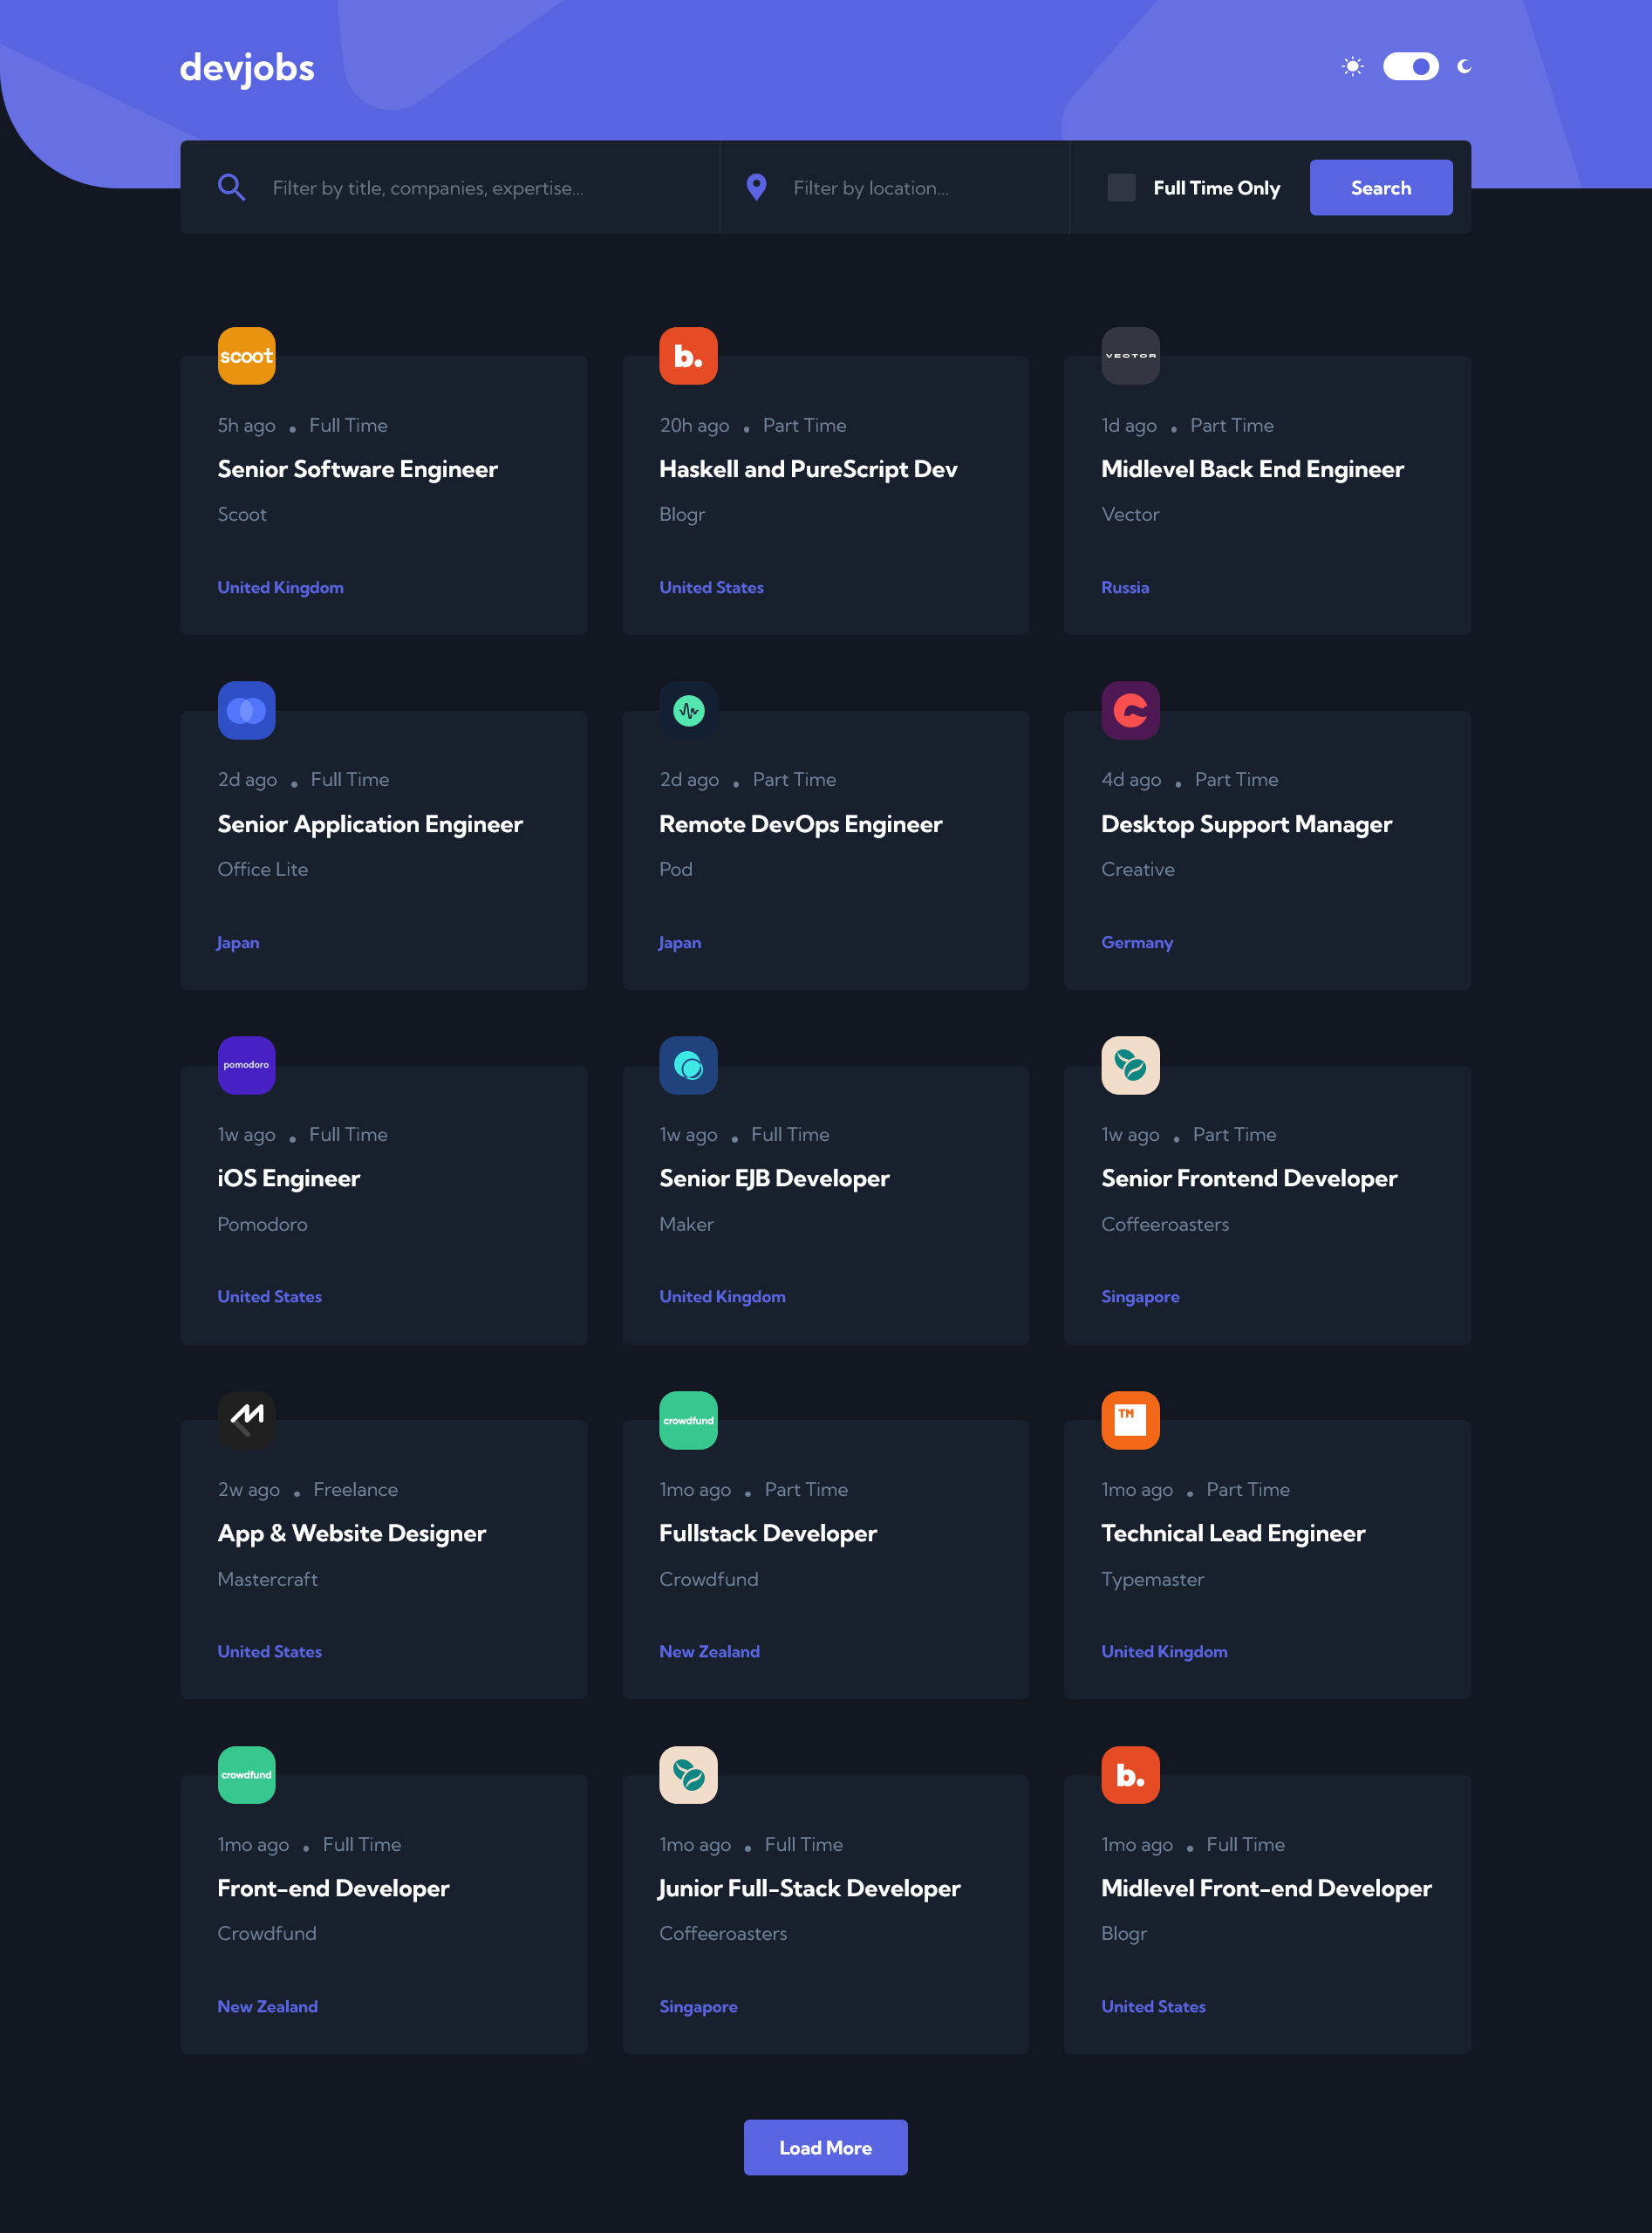 devjobs
Filter by title, companies, expertise...
Filter by location...
Full Time Only
Search
scoot
5h ago . Full Time
Senior Software Engineer
Scoot
United Kingdom
b.
20h ago . Part Time
Haskell and PureScript Dev
Blogr
United States
VECTOR
1d ago . Part Time
Midlevel Back End Engineer
Vector
Russia
2d ago . Full Time
Senior Application Engineer
Office Lite
Japan
2d ago . Part Time
Remote DevOps Engineer
Pod
Japan
4d ago . Part Time
Desktop Support Manager
Creative
Germany
pomodoro
1w ago . Full Time
iOS Engineer
Pomodoro
United States
1w ago . Full Time
Senior EJB Developer
Maker
United Kingdom
1w ago . Part Time
Senior Frontend Developer
Coffeeroasters
Singapore
2w ago . Freelance
App & Website Designer
Mastercraft
United States
crowdfund
1mo ago . Part Time
Fullstack Developer
Crowdfund
New Zealand
TM
1mo ago . Part Time
Technical Lead Engineer
Typemaster
United Kingdom
crowdfund
1mo ago . Full Time
Front-end Developer
Crowdfund
New Zealand
1mo ago . Full Time
Junior Full-Stack Developer
Coffeeroasters
Singapore
b.
1mo ago . Full Time
Midlevel Front-end Developer
Blogr
United States
Load More